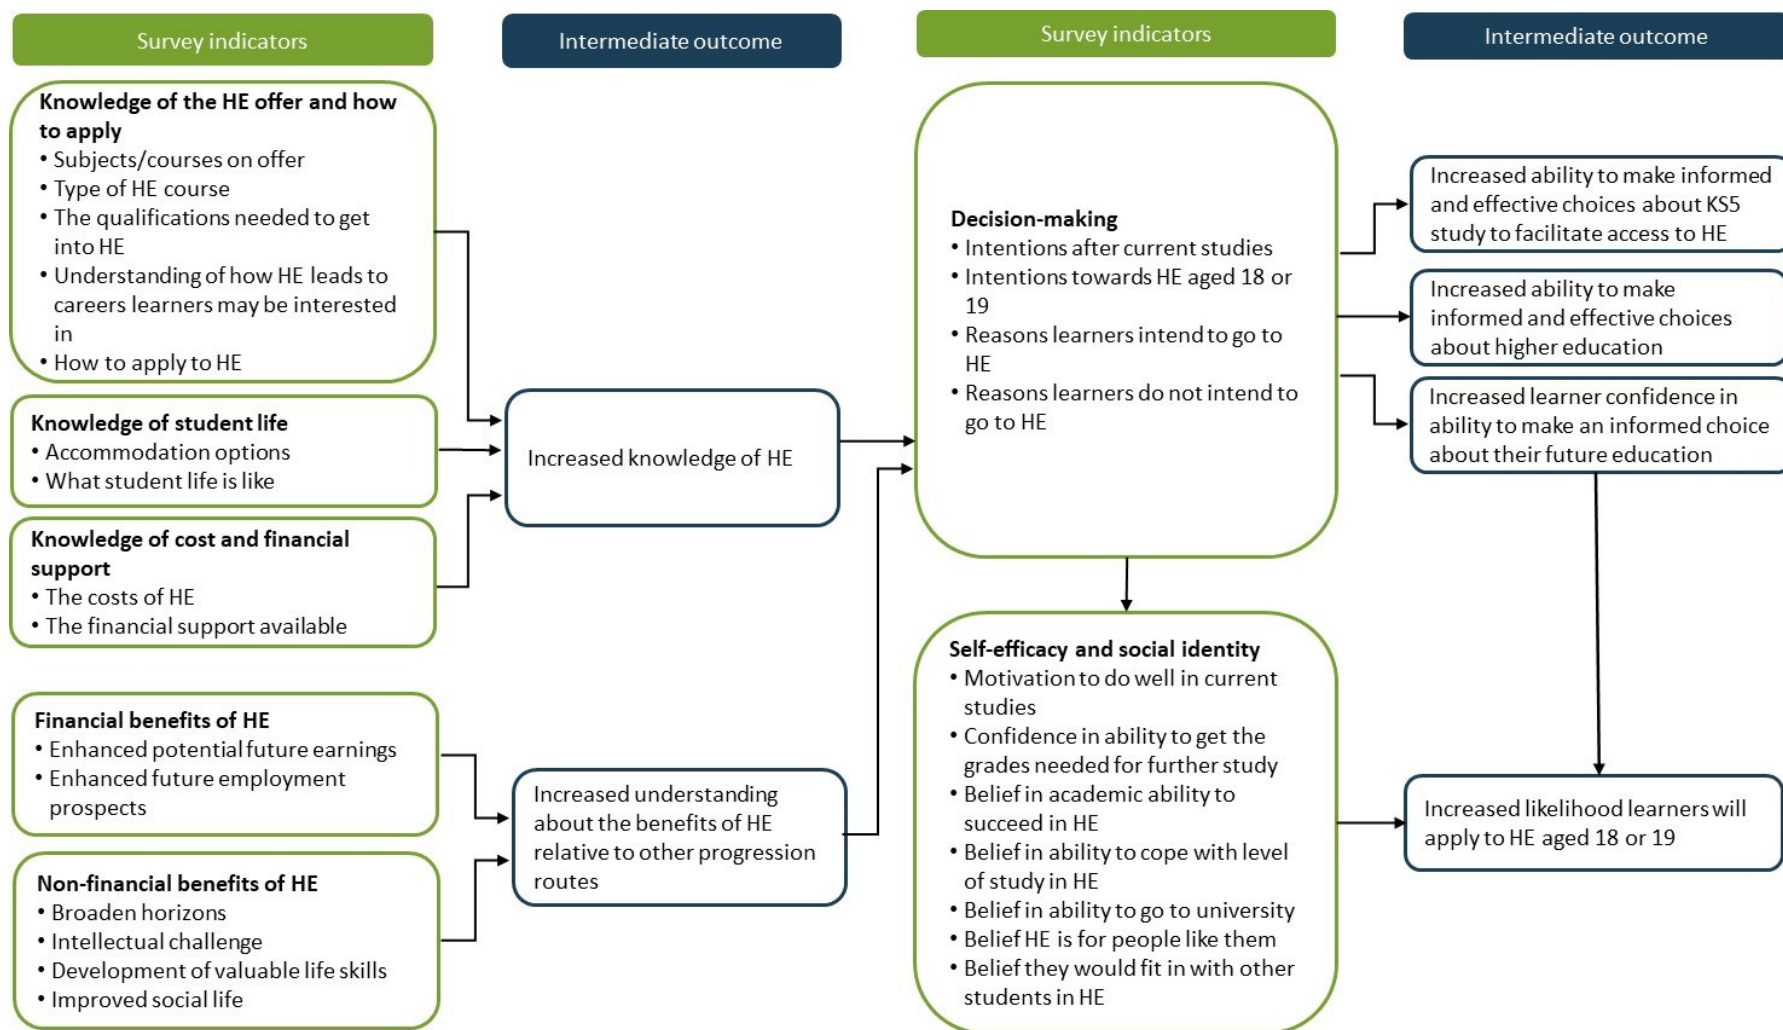 Survey indicators
Intermediate outcome
Survey indicators
Intermediate outcome
Knowledge of the HE offer and how
to apply
• Subjects/courses on offer
• Type of HE course
• The qualifications needed to get
into HE
• Understanding of how HE leads to
careers learners may be interested
in
• How to apply to HE
Knowledge of student life
• Accommodation options
• What student life is like
Knowledge of cost and financial
support
• The costs of HE
• The financial support available
Financial benefits of HE
• Enhanced potential future earnings
• Enhanced future employment
prospects
Non-financial benefits of HE
• Broaden horizons
• Intellectual challenge
• Development of valuable life skills
• Improved social life
Increased knowledge of HE
Increased understanding
about the benefits of HE
relative to other progression
routes
Decision-making
• Intentions after current studies
• Intentions towards HE aged 18 or
19
• Reasons learners intend to go to
HE
• Reasons learners do not intend to
go to HE
Self-efficacy and social identity
• Motivation to do well in current
studies
• Confidence in ability to get the
grades needed for further study
• Belief in academic ability to
succeed in HE
• Belief in ability to cope with level
of study in HE
• Belief in ability to go to university
• Belief HE is for people like them
• Belief they would fit in with other
students in HE
Increased ability to make informed
and effective choices about KS5
study to facilitate access to HE
Increased ability to make
informed and effective choices
about higher education
Increased learner confidence in
ability to make an informed choice
about their future education
Increased likelihood learners will
apply to HE aged 18 or 19